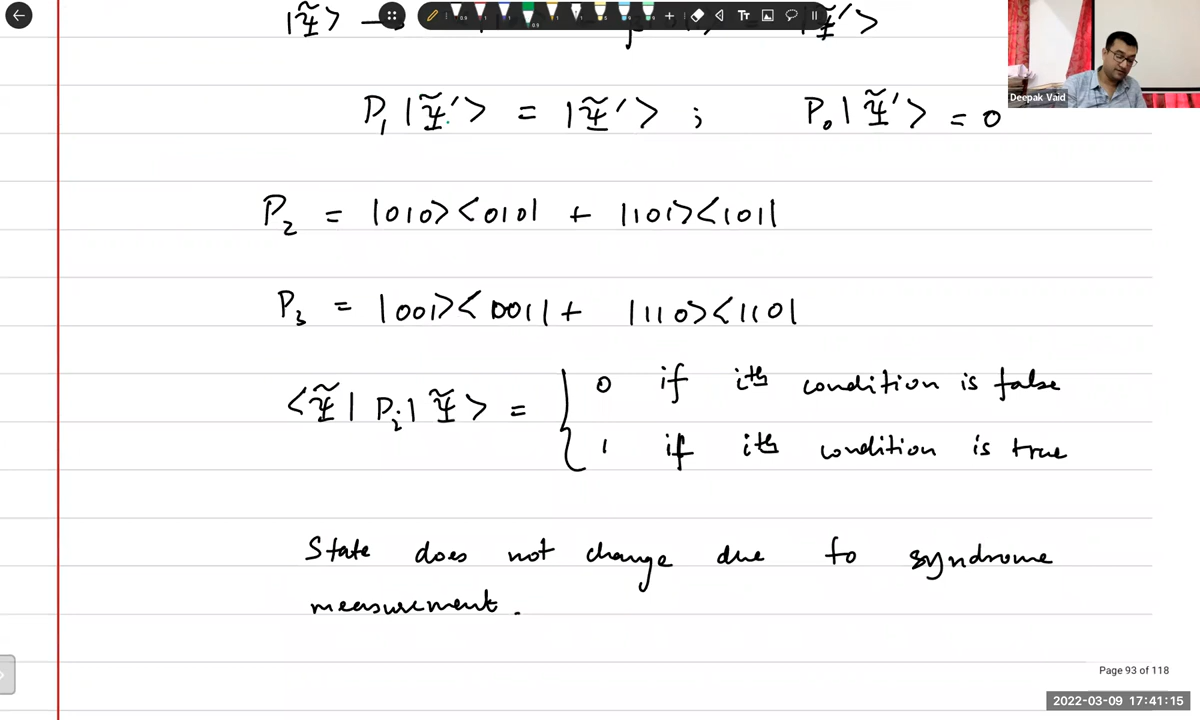 |Ψ̃> → |Ψ̃'>
Deepak Vaid
P₁ |Ψ̃'> = |Ψ̃'> ; P₀ |Ψ̃'> = 0
P₂ = |010><010| + |101><101|
P₃ = |001><001| + |110><110|
<Ψ̃| Pᵢ | Ψ̃> = { 0 if ith condition is false
1 if ith condition is true
State does not change due to syndrome
measurement.
Page 93 of 118
2022-03-09 17:41:15